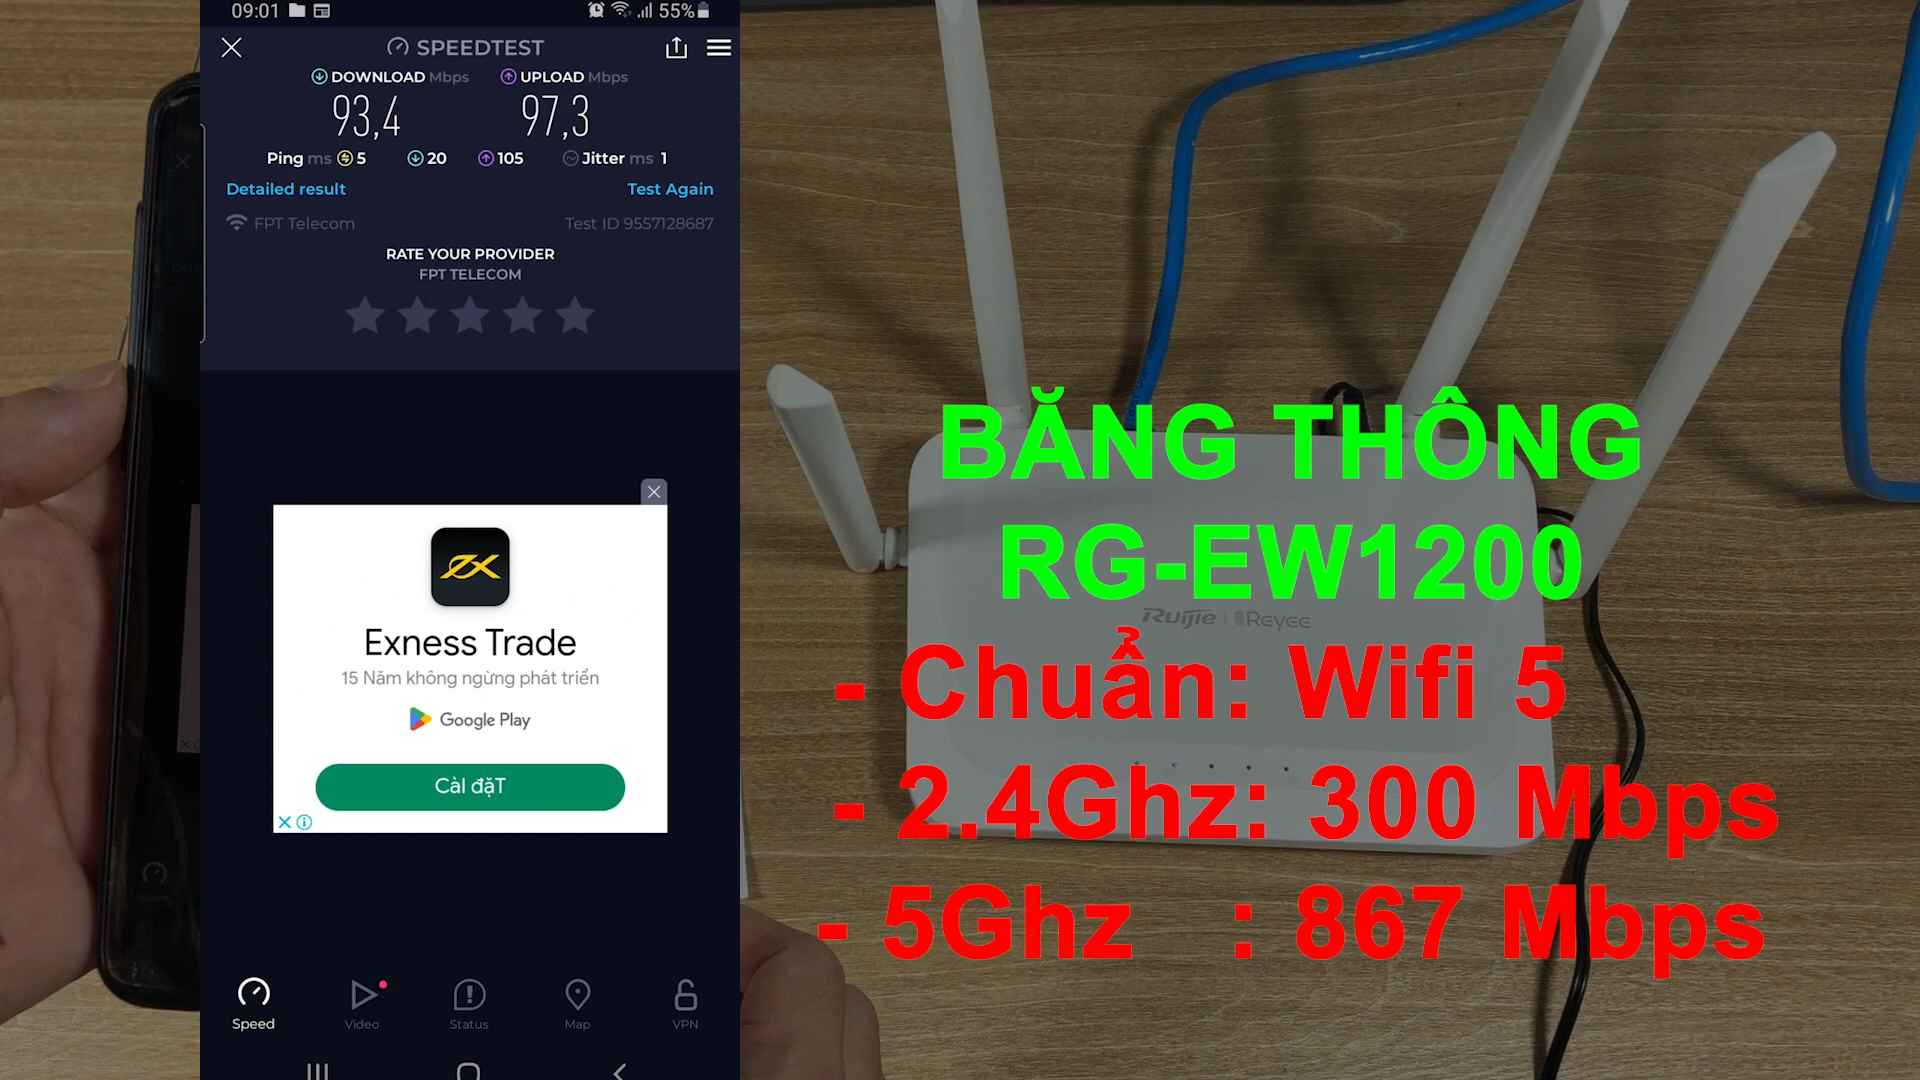 09:01
55%
SPEEDTEST
DOWNLOAD Mbps
UPLOAD Mbps
93,4
97,3
Ping ms 5
20
105
Jitter ms 1
Detailed result
Test Again
FPT Telecom
Test ID 9557128687
RATE YOUR PROVIDER
FPT TELECOM
Exness Trade
15 Năm không ngừng phát triển
Google Play
Cài đặT
Speed
Video
Status
Map
VPN
BĂNG THÔNG
RG-EW1200
Ruijie | Reyee
- Chuẩn: Wifi 5
- 2.4Ghz: 300 Mbps
- 5Ghz : 867 Mbps